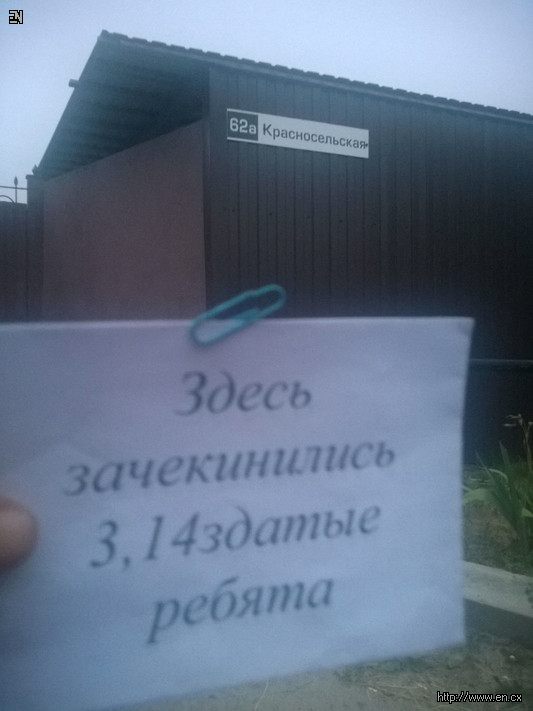 EN
62а Красносельская
Здесь
зачекинились
3,14здатые
ребята
http://www.en.cx